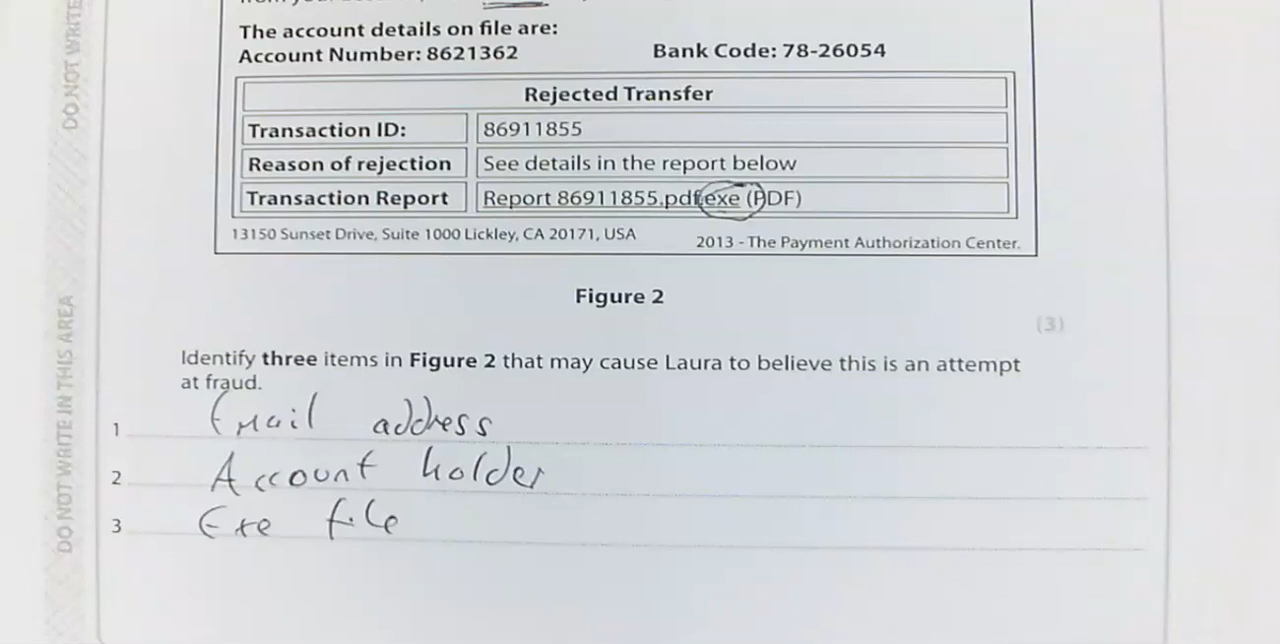 The account details on file are:
Account Number: 8621362 Bank Code: 78-26054
Rejected Transfer
Transaction ID: 86911855
Reason of rejection See details in the report below
Transaction Report Report 86911855.pdf.exe (PDF)
13150 Sunset Drive, Suite 1000 Lickley, CA 20171, USA 2013 - The Payment Authorization Center.
Figure 2
(3)
Identify three items in Figure 2 that may cause Laura to believe this is an attempt
at fraud.
1 Email address
2 Account holder
3 Exe file
DO NOT WRITE
DO NOT WRITE IN THIS AREA